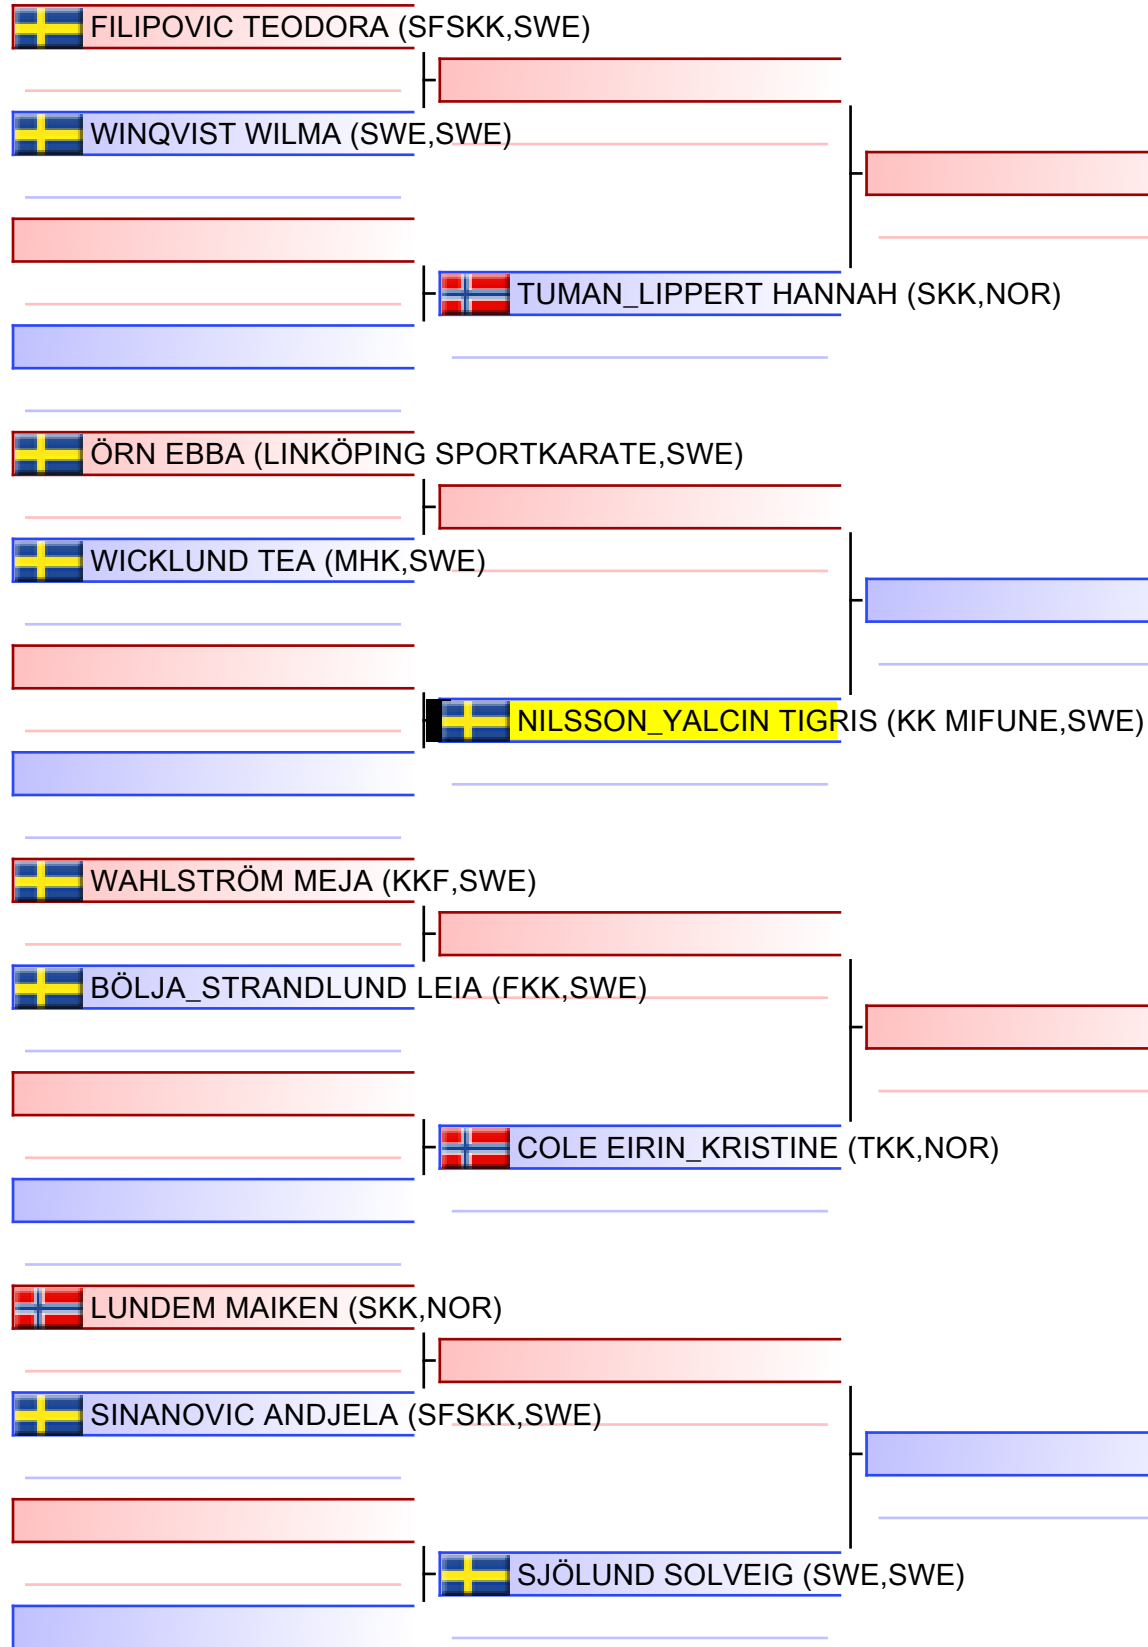 FILIPOVIC TEODORA (SFSKK,SWE)
WINQVIST WILMA (SWE,SWE)
TUMAN_LIPPERT HANNAH (SKK,NOR)
ÖRN EBBA (LINKÖPING SPORTKARATE,SWE)
WICKLUND TEA (MHK,SWE)
NILSSON_YALCIN TIGRIS (KK MIFUNE,SWE)
WAHLSTRÖM MEJA (KKF,SWE)
BÖLJA_STRANDLUND LEIA (FKK,SWE)
COLE EIRIN_KRISTINE (TKK,NOR)
LUNDEM MAIKEN (SKK,NOR)
SINANOVIC ANDJELA (SFSKK,SWE)
SJÖLUND SOLVEIG (SWE,SWE)